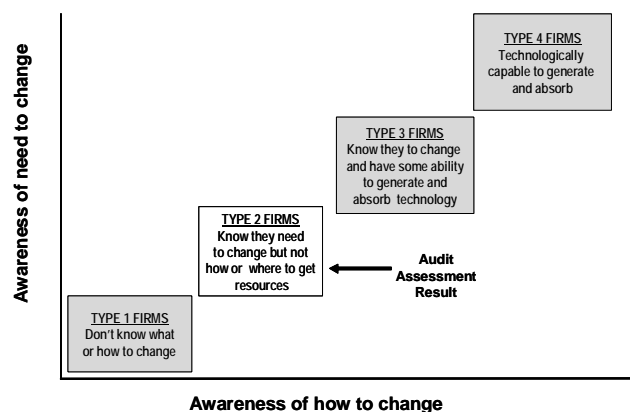 Awareness of need to change
TYPE 4 FIRMS
Technologically
capable to generate
and absorb
TYPE 3 FIRMS
Know they to change
and have some ability
to generate and
absorb technology
TYPE 2 FIRMS
Know they need
to change but not
how or where to get
resources
Audit
Assessment
Result
TYPE 1 FIRMS
Don't know what
or how to change
Awareness of how to change